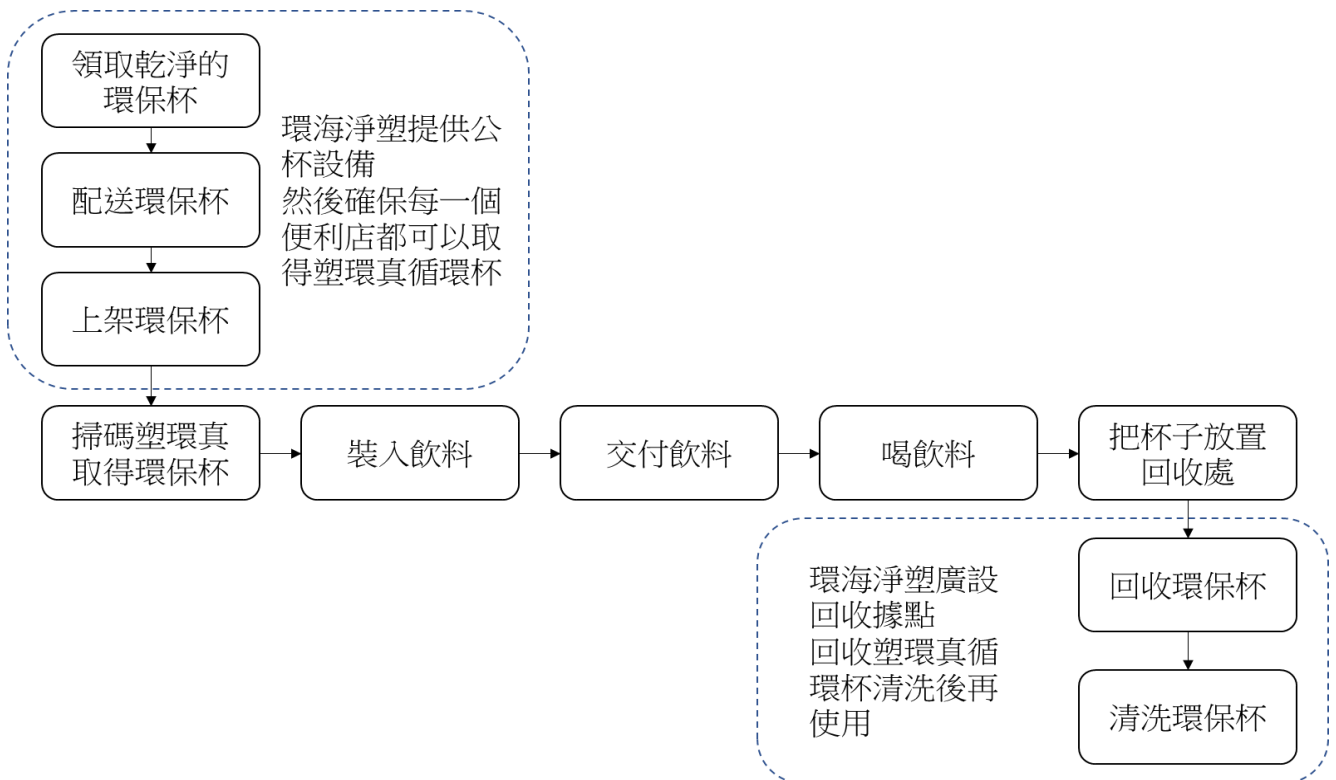 領取乾淨的
環保杯
環海淨塑提供公
杯設備
然後確保每一個
便利店都可以取
得塑環真循環杯
配送環保杯
上架環保杯
掃碼塑環真
取得環保杯
裝入飲料
交付飲料
喝飲料
把杯子放置
回收處
環海淨塑廣設
回收據點
回收塑環真循
環杯清洗後再
使用
回收環保杯
清洗環保杯